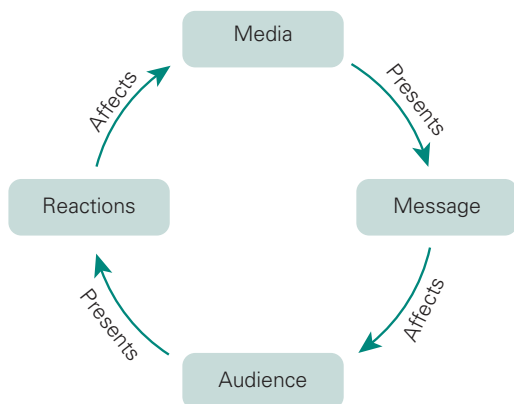 Media
Presents
Message
Affects
Audience
Presents
Reactions
Affects